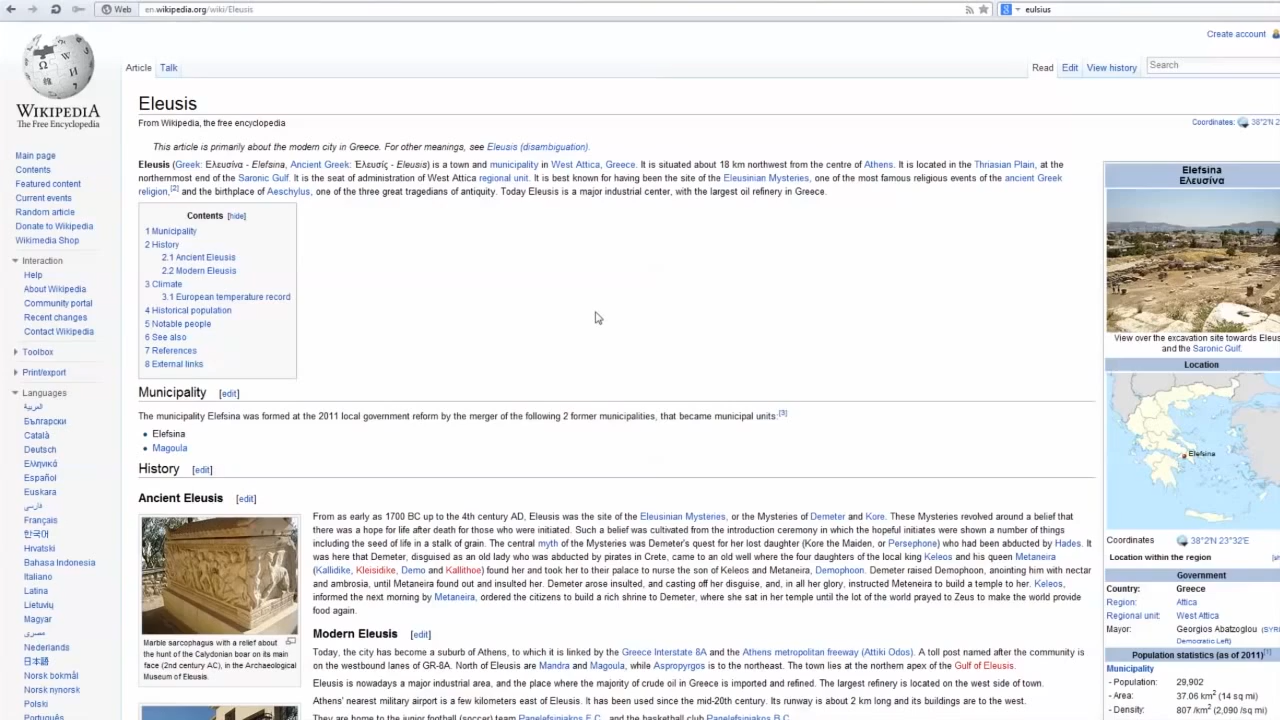 Web
en.wikipedia.org/wiki/Eleusis
eulsius
Create account
Article Talk
Read Edit View history
Search
WIKIPEDIA
The Free Encyclopedia
Main page
Contents
Featured content
Current events
Random article
Donate to Wikipedia
Wikimedia Shop
Interaction
Help
About Wikipedia
Community portal
Recent changes
Contact Wikipedia
Toolbox
Print/export
Languages
العربية
Български
Català
Deutsch
Ελληνικά
Español
Euskara
فارسی
Français
한국어
Hrvatski
Bahasa Indonesia
Italiano
Latina
Lietuvių
Magyar
مصرى
Nederlands
日本語
Norsk bokmål
Norsk nynorsk
Polski
Português
Eleusis
From Wikipedia, the free encyclopedia
Coordinates: 38°2′N 2
This article is primarily about the modern city in Greece. For other meanings, see Eleusis (disambiguation).
Eleusis (Greek: Ελευσίνα - Elefsina, Ancient Greek: Ἐλευσίς - Eleusis) is a town and municipality in West Attica, Greece. It is situated about 18 km northwest from the centre of Athens. It is located in the Thriasian Plain, at the
northernmost end of the Saronic Gulf. It is the seat of administration of West Attica regional unit. It is best known for having been the site of the Eleusinian Mysteries, one of the most famous religious events of the ancient Greek
religion,[2] and the birthplace of Aeschylus, one of the three great tragedians of antiquity. Today Eleusis is a major industrial center, with the largest oil refinery in Greece.
Contents [hide]
1 Municipality
2 History
2.1 Ancient Eleusis
2.2 Modern Eleusis
3 Climate
3.1 European temperature record
4 Historical population
5 Notable people
6 See also
7 References
8 External links
Municipality [edit]
The municipality Elefsina was formed at the 2011 local government reform by the merger of the following 2 former municipalities, that became municipal units:[3]
Elefsina
Magoula
History [edit]
Ancient Eleusis [edit]
Marble sarcophagus with a relief about
the hunt of the Calydonian boar on its main
face (2nd century AC), in the Archaeological
Museum of Eleusis.
From as early as 1700 BC up to the 4th century AD, Eleusis was the site of the Eleusinian Mysteries, or the Mysteries of Demeter and Kore. These Mysteries revolved around a belief that
there was a hope for life after death for those who were initiated. Such a belief was cultivated from the introduction ceremony in which the hopeful initiates were shown a number of things
including the seed of life in a stalk of grain. The central myth of the Mysteries was Demeter's quest for her lost daughter (Kore the Maiden, or Persephone) who had been abducted by Hades. It
was here that Demeter, disguised as an old lady who was abducted by pirates in Crete, came to an old well where the four daughters of the local king Keleos and his queen Metaneira
(Kallidike, Kleisidike, Demo and Kallithoe) found her and took her to their palace to nurse the son of Keleos and Metaneira, Demophoon. Demeter raised Demophoon, anointing him with nectar
and ambrosia, until Metaneira found out and insulted her. Demeter arose insulted, and casting off her disguise, and, in all her glory, instructed Meteneira to build a temple to her. Keleos,
informed the next morning by Metaneira, ordered the citizens to build a rich shrine to Demeter, where she sat in her temple until the lot of the world prayed to Zeus to make the world provide
food again.
Modern Eleusis [edit]
Today, the city has become a suburb of Athens, to which it is linked by the Greece Interstate 8A and the Athens metropolitan freeway (Attiki Odos). A toll post named after the community is
on the westbound lanes of GR-8A. North of Eleusis are Mandra and Magoula, while Aspropyrgos is to the northeast. The town lies at the northern apex of the Gulf of Eleusis.
Eleusis is nowadays a major industrial area, and the place where the majority of crude oil in Greece is imported and refined. The largest refinery is located on the west side of town.
Athens' nearest military airport is a few kilometers east of Eleusis. It has been used since the mid-20th century. Its runway is about 2 km long and its buildings are to the west.
They are home to the junior football (soccer) team Panelefsiniakos F.C., and the basketball club Panelefsiniakos B.C.
Elefsina
Ελευσίνα
View over the excavation site towards Eleus
and the Saronic Gulf.
Location
Elefsina
Coordinates 38°2′N 23°32′E
Location within the region
Government
Country: Greece
Region: Attica
Regional unit: West Attica
Mayor: Georgios Abatzoglou (SYRI
Democratic Left)
Population statistics (as of 2011)[1]
Municipality
- Population: 29,902
- Area: 37.06 km2 (14 sq mi)
- Density: 807 /km2 (2,090 /sq mi)